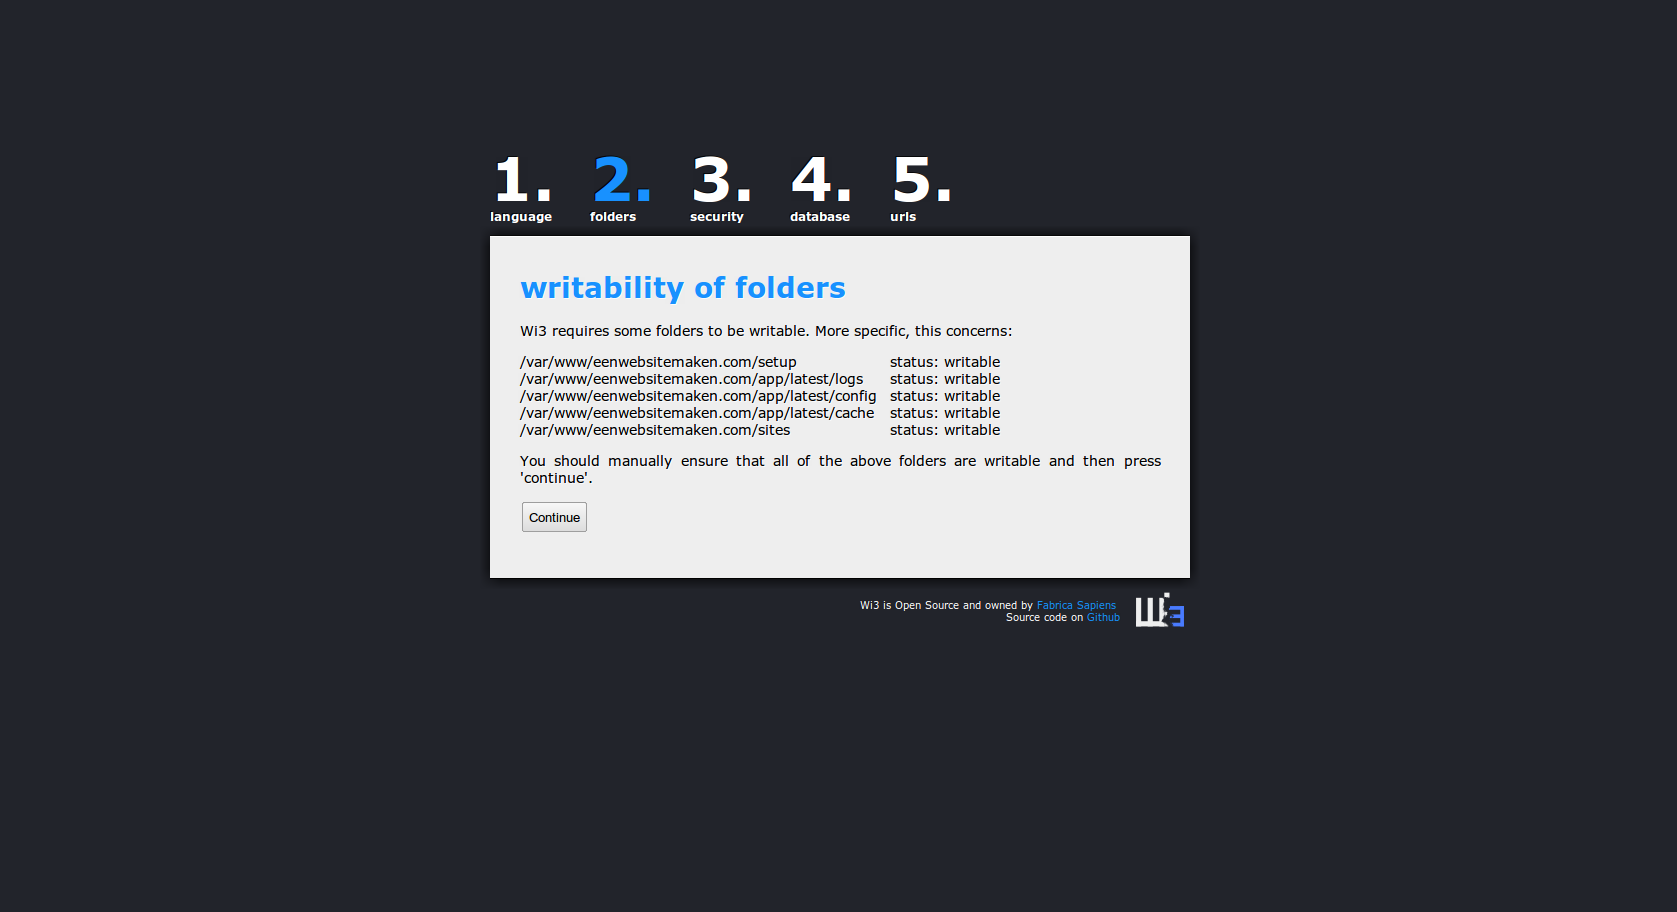 1. 2. 3. 4. 5.
language folders security database urls
writability of folders
Wi3 requires some folders to be writable. More specific, this concerns:
/var/www/eenwebsitemaken.com/setup status: writable
/var/www/eenwebsitemaken.com/app/latest/logs status: writable
/var/www/eenwebsitemaken.com/app/latest/config status: writable
/var/www/eenwebsitemaken.com/app/latest/cache status: writable
/var/www/eenwebsitemaken.com/sites status: writable
You should manually ensure that all of the above folders are writable and then press
'continue'.
Continue
Wi3 is Open Source and owned by Fabrica Sapiens
Source code on Github
Wi3